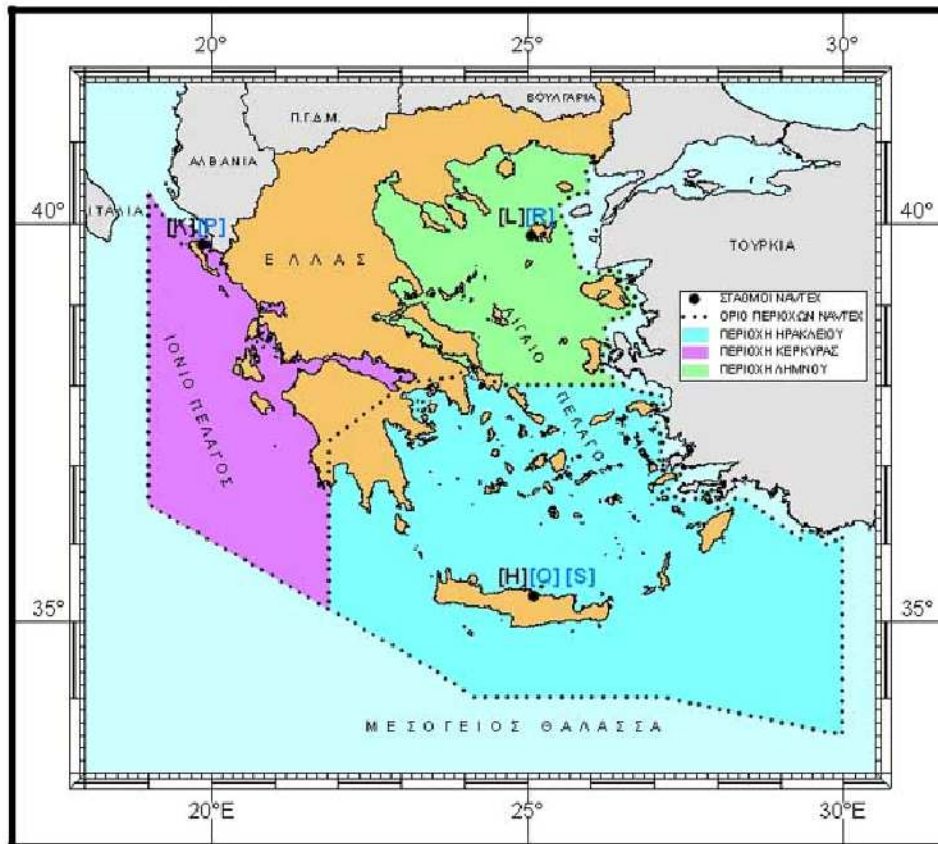 20° 25° 30°
ΒΟΥΛΓΑΡΙΑ
Π.Γ.Δ.Μ.
ΑΛΒΑΝΙΑ
ΙΤΑΛΙΑ
40° 40°
[K][P] [L][R]
ΤΟΥΡΚΙΑ
ΕΛΛΑΣ
ΣΤΑΘΜΟΙ NAVTEX
ΟΡΙΟ ΠΕΡΙΟΧΩΝ NAVTEX
ΠΕΡΙΟΧΗ ΗΡΑΚΛΕΙΟΥ
ΠΕΡΙΟΧΗ ΚΕΡΚΥΡΑΣ
ΠΕΡΙΟΧΗ ΛΗΜΝΟΥ
ΑΙΓΑΙΟ
ΠΕΛΑΓΟΣ
ΙΟΝΙΟ ΠΕΛΑΓΟΣ
[H][Q][S]
35° 35°
ΜΕΣΟΓΕΙΟΣ ΘΑΛΑΣΣΑ
20°E 25°E 30°E